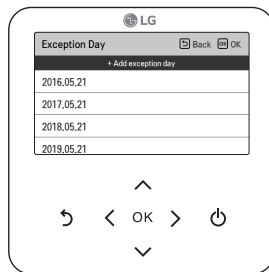 LG
Exception Day Back OK OK
+ Add exception day
2016.05.21
2017.05.21
2018.05.21
2019.05.21
OK